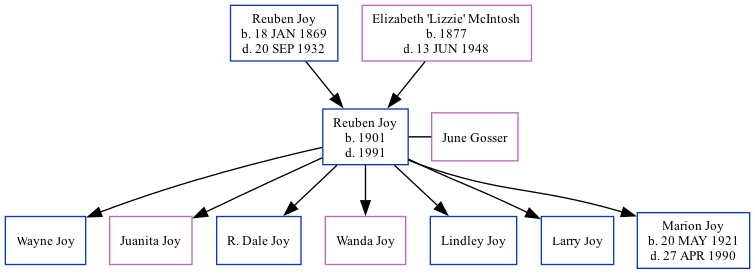 Reuben Joy
b. 18 JAN 1869
d. 20 SEP 1932
Elizabeth 'Lizzie' McIntosh
b. 1877
d. 13 JUN 1948
Reuben Joy
b. 1901
d. 1991
June Gosser
Wayne Joy
Juanita Joy
R. Dale Joy
Wanda Joy
Lindley Joy
Larry Joy
Marion Joy
b. 20 MAY 1921
d. 27 APR 1990